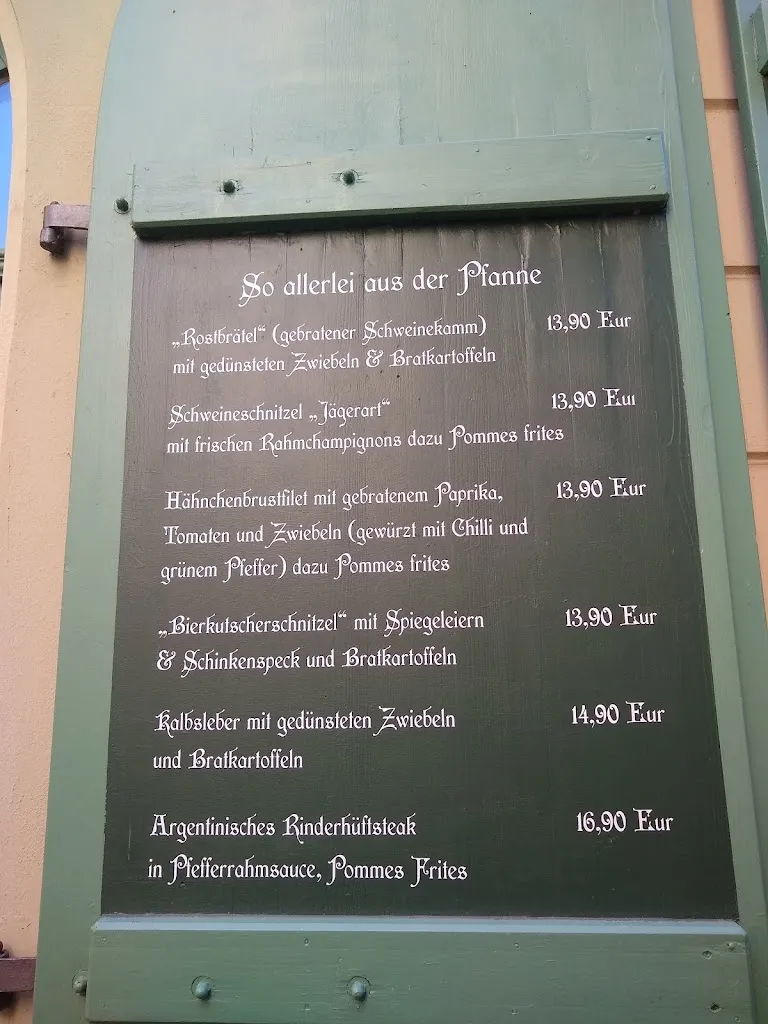 So allerlei aus der Pfanne
„Rostbrätel“ (gebratener Schweinekamm) 13,90 Eur
mit gedünsteten Zwiebeln & Bratkartoffeln
Schweineschnitzel „Jägerart“ 13,90 Eur
mit frischen Rahmchampignons dazu Pommes frites
Hähnchenbrustfilet mit gebratenem Paprika, 13,90 Eur
Tomaten und Zwiebeln (gewürzt mit Chilli und
grünem Pfeffer) dazu Pommes frites
„Bierkutscherschnitzel“ mit Spiegeleiern 13,90 Eur
& Schinkenspeck und Bratkartoffeln
Kalbsleber mit gedünsteten Zwiebeln 14,90 Eur
und Bratkartoffeln
Argentinisches Rinderhüftsteak 16,90 Eur
in Pfefferrahmsauce, Pommes Frites